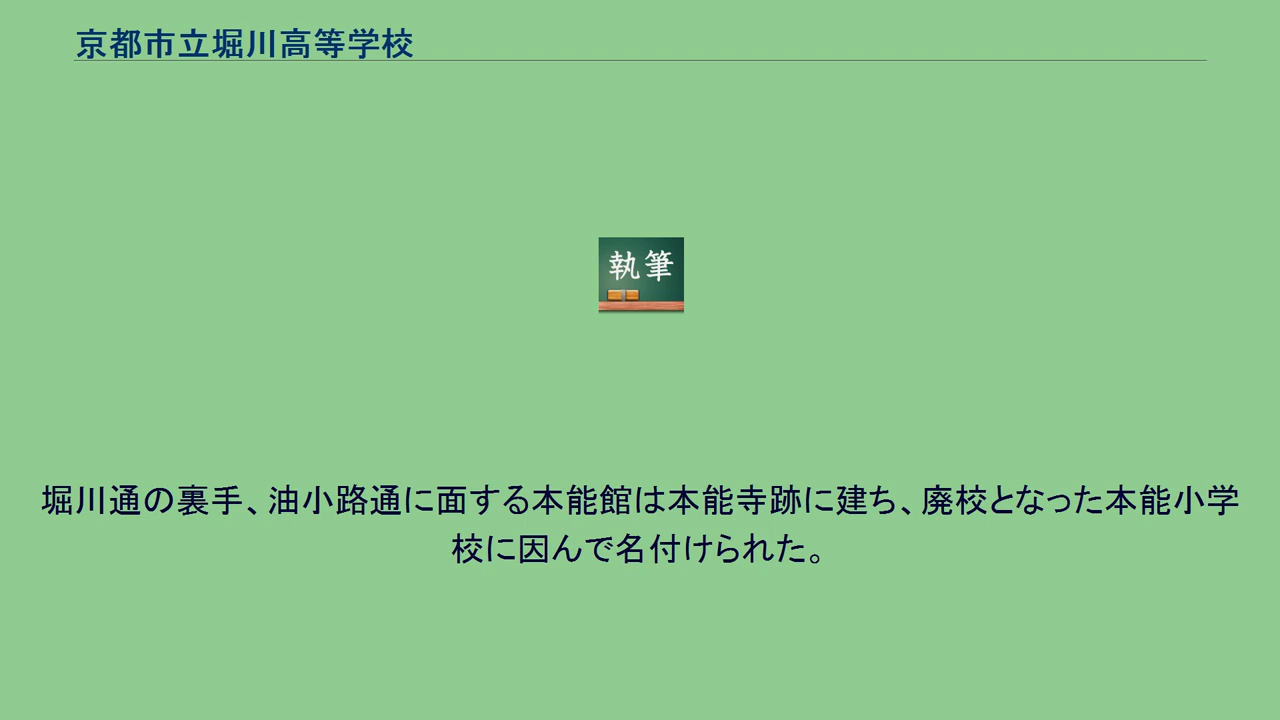 京都市立堀川高等学校
執筆
堀川通の裏手、油小路通に面する本能館は本能寺跡に建ち、廃校となった本能小学
校に因んで名付けられた。